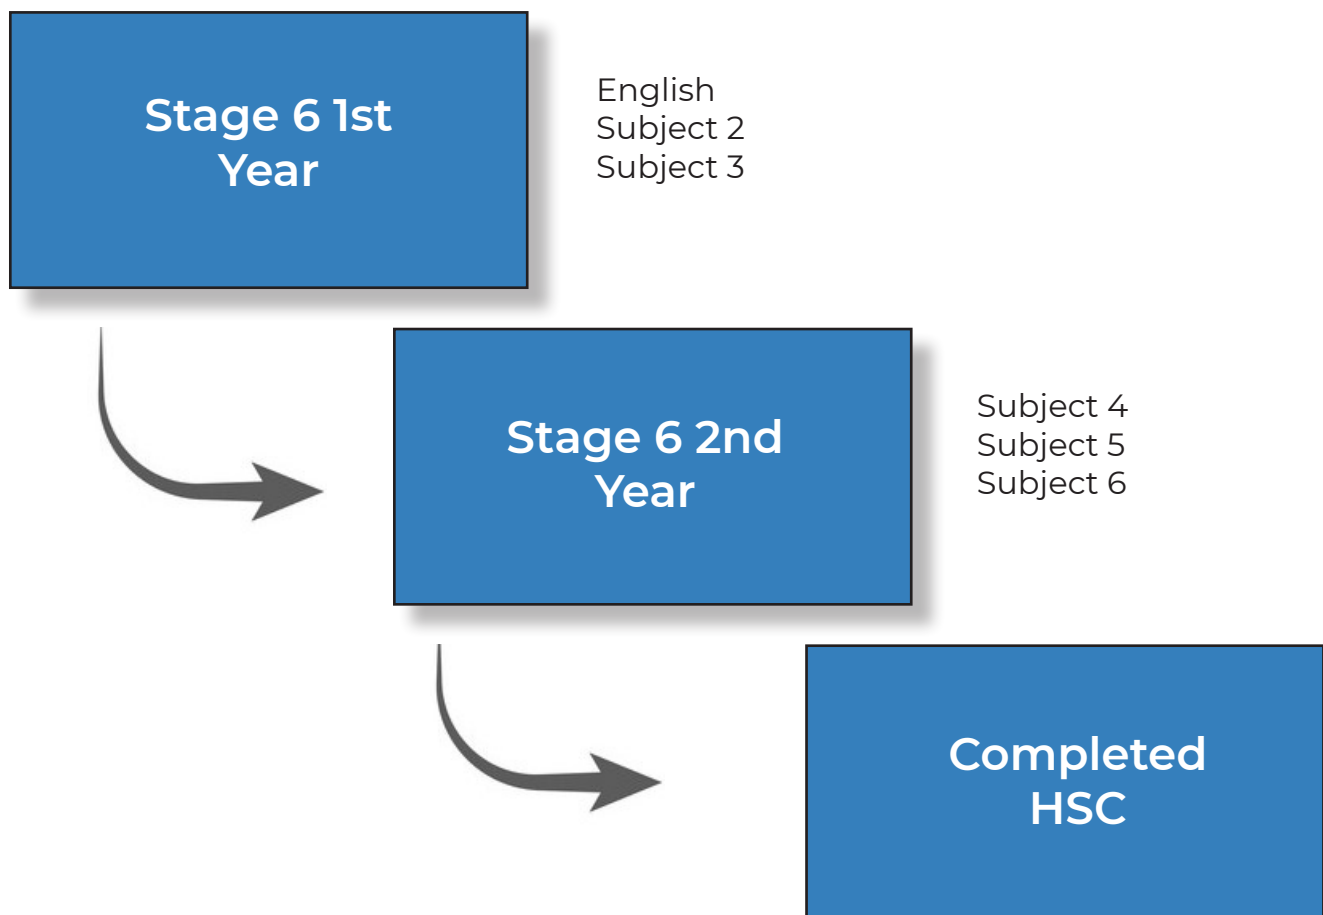 Stage 6 1st
Year
English
Subject 2
Subject 3
Stage 6 2nd
Year
Subject 4
Subject 5
Subject 6
Completed
HSC